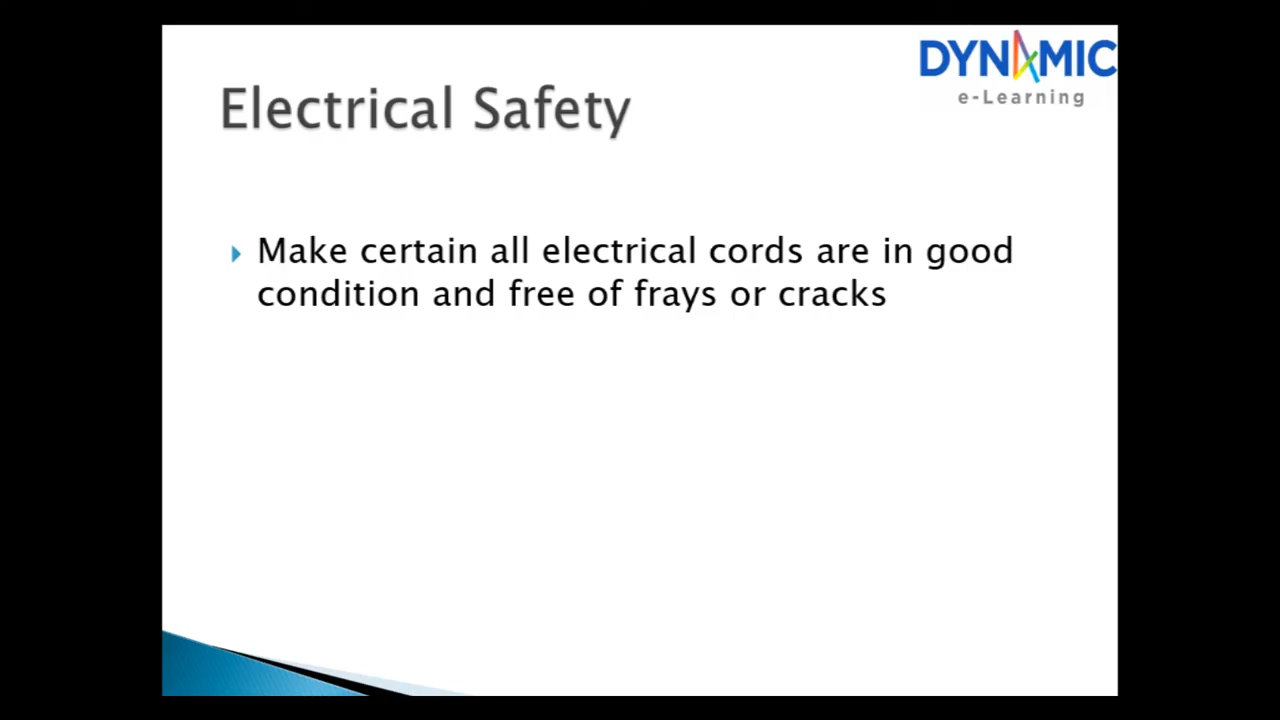 DYNAMIC
e-Learning
Electrical Safety
Make certain all electrical cords are in good
condition and free of frays or cracks